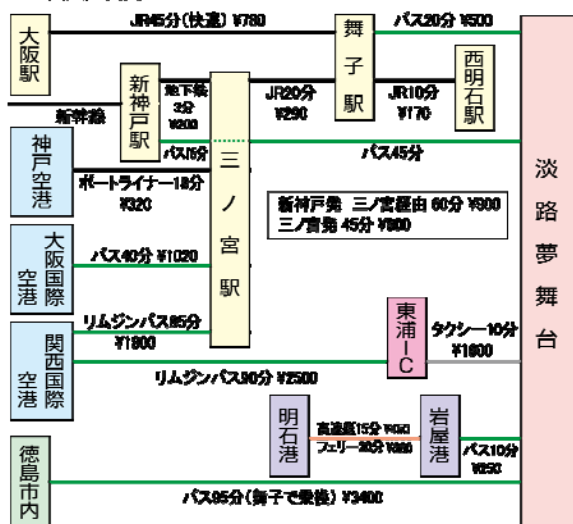 JR45分(快速) ¥780
バス20分 ¥500
大阪駅
新神戸駅
舞子駅
西明石駅
地下鉄
¥200
JR20分
¥290
JR10分
¥170
新幹線
バス15分
バス45分
神戸空港
ポートライナー18分
¥320
三ノ宮駅
新神戸発 三ノ宮経由 60分 ¥900
三ノ宮発 45分 ¥800
淡路夢舞台
大阪国際空港
バス40分 ¥1020
リムジンバス65分
¥1800
関西国際空港
リムジンバス90分 ¥2500
東浦IC
タクシー10分
¥1600
明石港
高速艇15分
フェリー20分
岩屋港
バス10分
¥250
徳島市内
バス95分(舞子で乗換) ¥3400